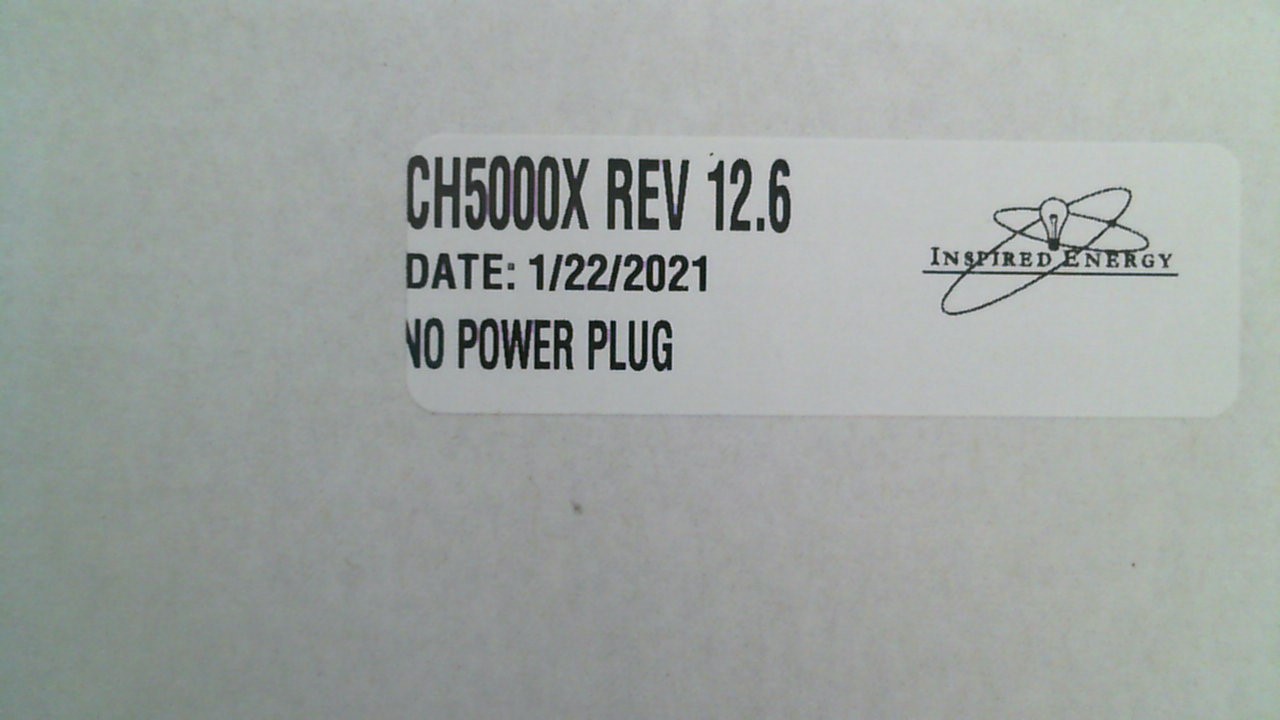 CH5000X REV 12.6
DATE: 1/22/2021
NO POWER PLUG
INSPIRED ENERGY